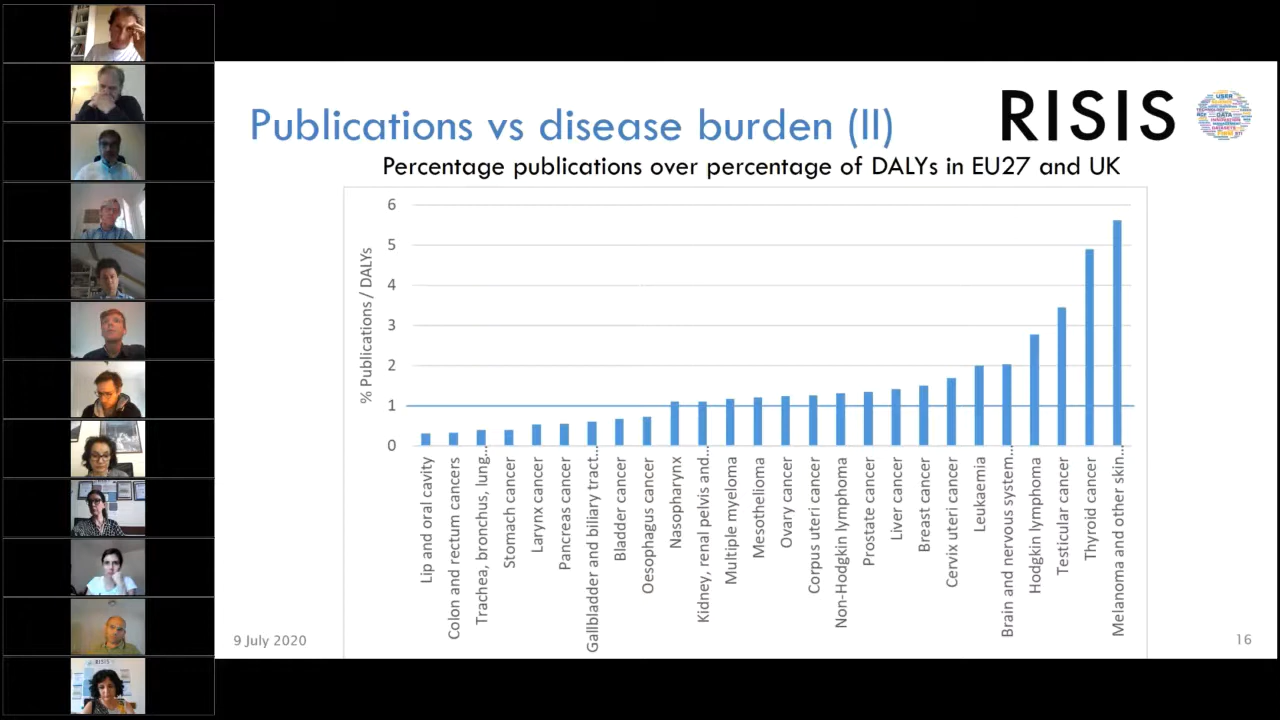 Publications vs disease burden (II)
RISIS
Percentage publications over percentage of DALYs in EU27 and UK
6
5
4
3
2
1
0
% Publications / DALYs
Lip and oral cavity
Colon and rectum cancers
Trachea, bronchus, lung...
Stomach cancer
Larynx cancer
Pancreas cancer
Gallbladder and biliary tract...
Bladder cancer
Oesophagus cancer
Nasopharynx
Kidney, renal pelvis and...
Multiple myeloma
Mesothelioma
Ovary cancer
Corpus uteri cancer
Non-Hodgkin lymphoma
Prostate cancer
Liver cancer
Breast cancer
Cervix uteri cancer
Leukaemia
Brain and nervous system...
Hodgkin lymphoma
Testicular cancer
Thyroid cancer
Melanoma and other skin...
9 July 2020
16